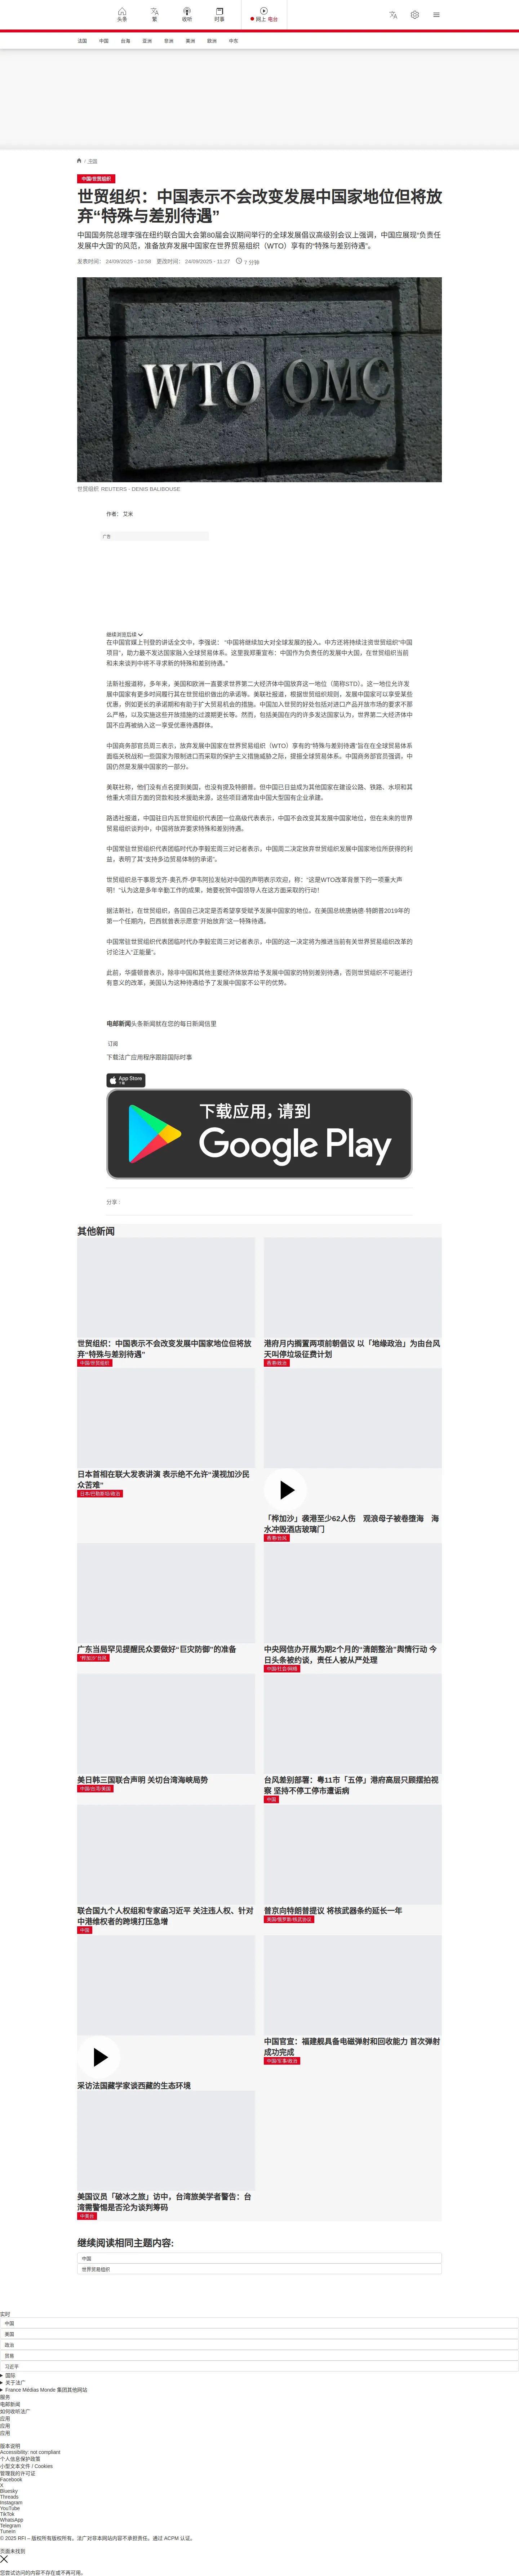 头条
繁
收听
时事
网上 电台
法国
中国
台海
亚洲
非洲
美洲
欧洲
中东
/ 中国
中国/世贸组织
世贸组织：中国表示不会改变发展中国家地位但将放
弃“特殊与差别待遇”
中国国务院总理李强在纽约联合国大会第80届会议期间举行的全球发展倡议高级别会议上强调，中国应展现“负责任
发展中大国”的风范，准备放弃发展中国家在世界贸易组织（WTO）享有的“特殊与差别待遇”。
发表时间： 24/09/2025 - 10:58 更改时间： 24/09/2025 - 11:27 7 分钟
WTO OMC
世贸组织 REUTERS - DENIS BALIBOUSE
作者： 艾米
广告
继续浏览后续
在中国官媒上刊登的讲话全文中，李强说：“中国将继续加大对全球发展的投入。中方还将持续注资世贸组织“中国
项目”，助力最不发达国家融入全球贸易体系。这里我郑重宣布：中国作为负责任的发展中大国，在世贸组织当前
和未来谈判中将不寻求新的特殊和差别待遇。”
法新社报道称，多年来，美国和欧洲一直要求世界第二大经济体中国放弃这一地位（简称STD）。这一地位允许发
展中国家有更多时间履行其在世贸组织做出的承诺等。美联社报道，根据世贸组织规则，发展中国家可以享受某些
优惠，例如更长的承诺期和有助于扩大贸易机会的措施。中国加入世贸的好处包括对进口产品开放市场的要求不那
么严格，以及实施这些开放措施的过渡期更长等。然而，包括美国在内的许多发达国家认为，世界第二大经济体中
国不应再被纳入这一享受优惠待遇群体。
中国商务部官员周三表示，放弃发展中国家在世界贸易组织（WTO）享有的“特殊与差别待遇”旨在在全球贸易体系
面临关税战和一些国家为限制进口而采取的保护主义措施威胁之际，提振全球贸易体系。中国商务部官员强调，中
国仍然是发展中国家的一部分。
美联社称，他们没有点名提到美国，也没有提及特朗普。但中国已日益成为其他国家在建设公路、铁路、水坝和其
他重大项目方面的贷款和技术援助来源，这些项目通常由中国大型国有企业承建。
路透社报道，中国驻日内瓦世贸组织代表团一位高级代表表示，中国不会改变其发展中国家地位，但在未来的世界
贸易组织谈判中，中国将放弃要求特殊和差别待遇。
中国常驻世贸组织代表团临时代办李毅宏周三对记者表示，中国周二决定放弃世贸组织发展中国家地位所获得的利
益，表明了其“支持多边贸易体制的承诺”。
世贸组织总干事恩戈齐·奥孔乔-伊韦阿拉发帖对中国的声明表示欢迎，称：“这是WTO改革背景下的一项重大声
明！”认为这是多年辛勤工作的成果，她要祝贺中国领导人在这方面采取的行动！
据法新社，在世贸组织，各国自己决定是否希望享受赋予发展中国家的地位。在美国总统唐纳德·特朗普2019年的
第一个任期内，巴西就曾表示愿意“开始放弃”这一特殊待遇。
中国常驻世贸组织代表团临时代办李毅宏周三对记者表示，中国的这一决定将为推进当前有关世界贸易组织改革的
讨论注入“正能量”。
此前，华盛顿曾表示，除非中国和其他主要经济体放弃给予发展中国家的特别差别待遇，否则世贸组织不可能进行
有意义的改革，美国认为这种待遇给予了发展中国家不公平的优势。
电邮新闻头条新闻就在您的每日新闻信里
订阅
下载法广应用程序跟踪国际时事
App Store
下载
下载应用，请到
Google Play
分享 :
其他新闻
世贸组织：中国表示不会改变发展中国家地位但将放
弃“特殊与差别待遇”
中国/世贸组织
港府月内搁置两项前朝倡议 以「地缘政治」为由台风
天叫停垃圾征费计划
香港/政治
日本首相在联大发表讲演 表示绝不允许“漠视加沙民
众苦难”
日本/巴勒斯坦/政治
「桦加沙」袭港至少62人伤　观浪母子被卷堕海　海
水冲毁酒店玻璃门
香港/台风
广东当局罕见提醒民众要做好“巨灾防御”的准备
“桦加沙”台风
中央网信办开展为期2个月的“清朗整治”舆情行动 今
日头条被约谈，责任人被从严处理
中国/社会/网络
美日韩三国联合声明 关切台湾海峡局势
中国/台湾/美国
台风差别部署：粤11市「五停」港府高层只顾摆拍视
察 坚持不停工停市遭诟病
中国
联合国九个人权组和专家函习近平 关注违人权、针对
中港维权者的跨境打压急增
中国
普京向特朗普提议 将核武器条约延长一年
美国/俄罗斯/核武协议
采访法国藏学家谈西藏的生态环境
中国官宣：福建舰具备电磁弹射和回收能力 首次弹射
成功完成
中国/军事/政治
美国议员「破冰之旅」访中，台湾旅美学者警告：台
湾需警惕是否沦为谈判筹码
中美台
继续阅读相同主题内容:
中国
世界贸易组织
实时
中国
美国
政治
贸易
习近平
国际
关于法广
France Médias Monde 集团其他网站
服务
电邮新闻
如何收听法广
应用
应用
应用
版本说明
Accessibility: not compliant
个人信息保护政策
小型文本文件 / Cookies
管理我的许可证
Facebook
X
Bluesky
Threads
Instagram
YouTube
TikTok
WhatsApp
Telegram
TuneIn
© 2025 RFI – 版权所有版权所有。法广对非本网站内容不承担责任。通过 ACPM 认证。
页面未找到
您尝试访问的内容不存在或不再可用。